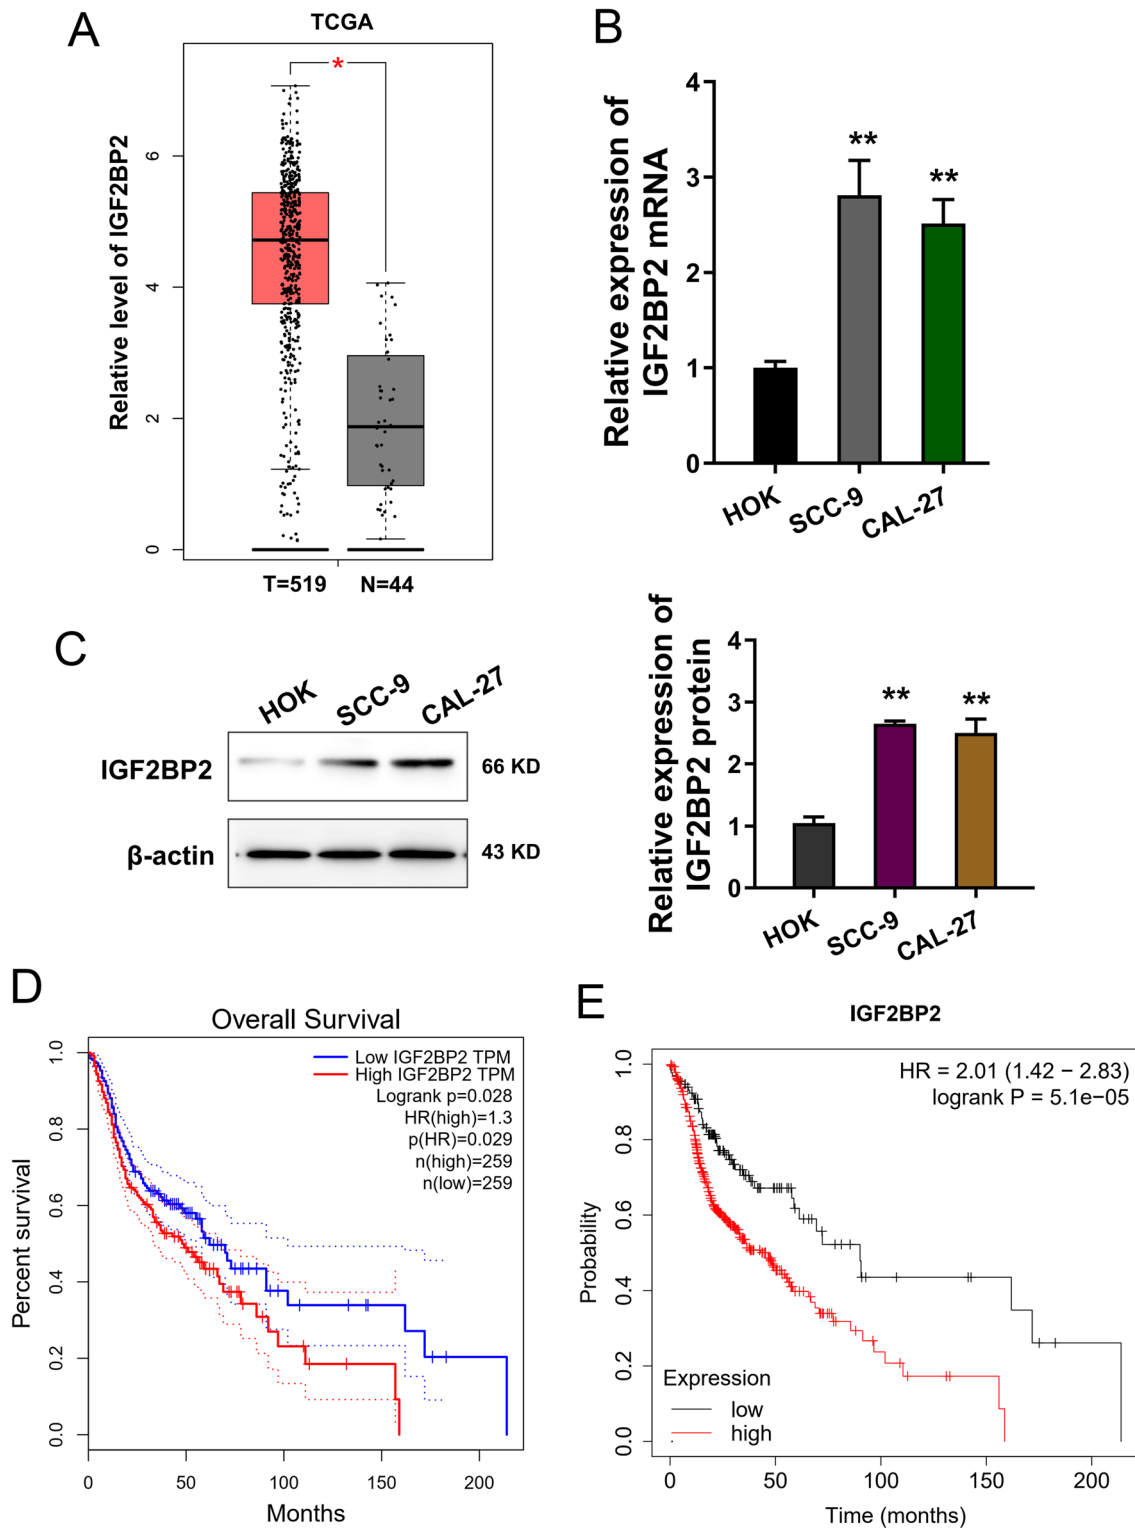 A
TCGA
*
Relative level of IGF2BP2
6
4
2
0
T=519
N=44
B
Relative expression of
IGF2BP2 mRNA
4
3
2
1
0
**
**
HOK
SCC-9
CAL-27
C
HOK
SCC-9
CAL-27
IGF2BP2
66 KD
β-actin
43 KD
Relative expression of
IGF2BP2 protein
4
3
2
1
0
**
**
HOK
SCC-9
CAL-27
D
Overall Survival
Low IGF2BP2 TPM
High IGF2BP2 TPM
Logrank p=0.028
HR(high)=1.3
p(HR)=0.029
n(high)=259
n(low)=259
Percent survival
1.0
0.8
0.6
0.4
0.2
0.0
0
50
100
150
200
Months
E
IGF2BP2
HR = 2.01 (1.42 − 2.83)
logrank P = 5.1e−05
Probability
1.0
0.8
0.6
0.4
0.2
0.0
Expression
low
high
0
50
100
150
200
Time (months)